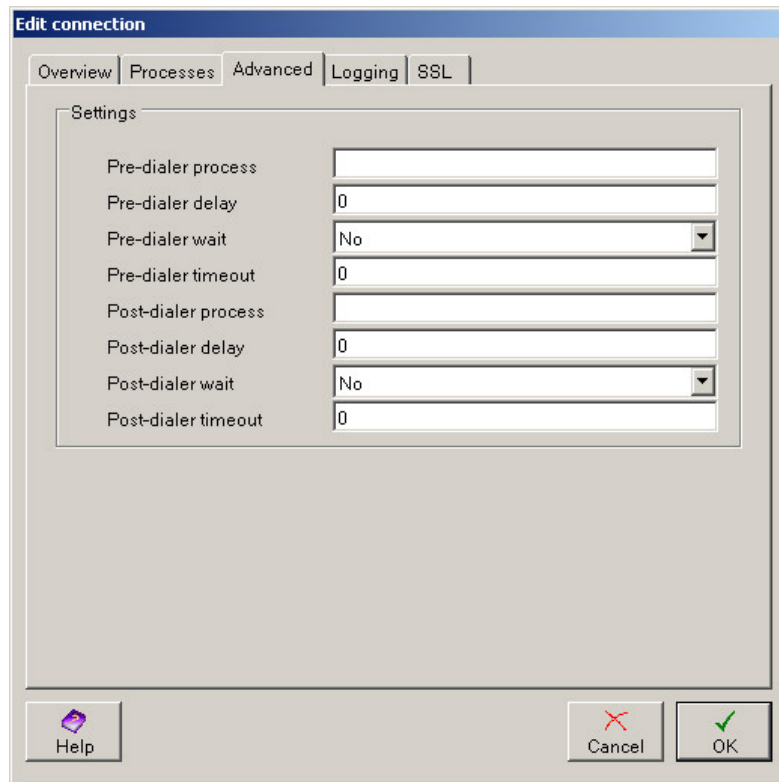 Edit connection
Overview Processes Advanced Logging SSL
Settings
Pre-dialer process
Pre-dialer delay 0
Pre-dialer wait No
Pre-dialer timeout 0
Post-dialer process
Post-dialer delay 0
Post-dialer wait No
Post-dialer timeout 0
Help Cancel OK